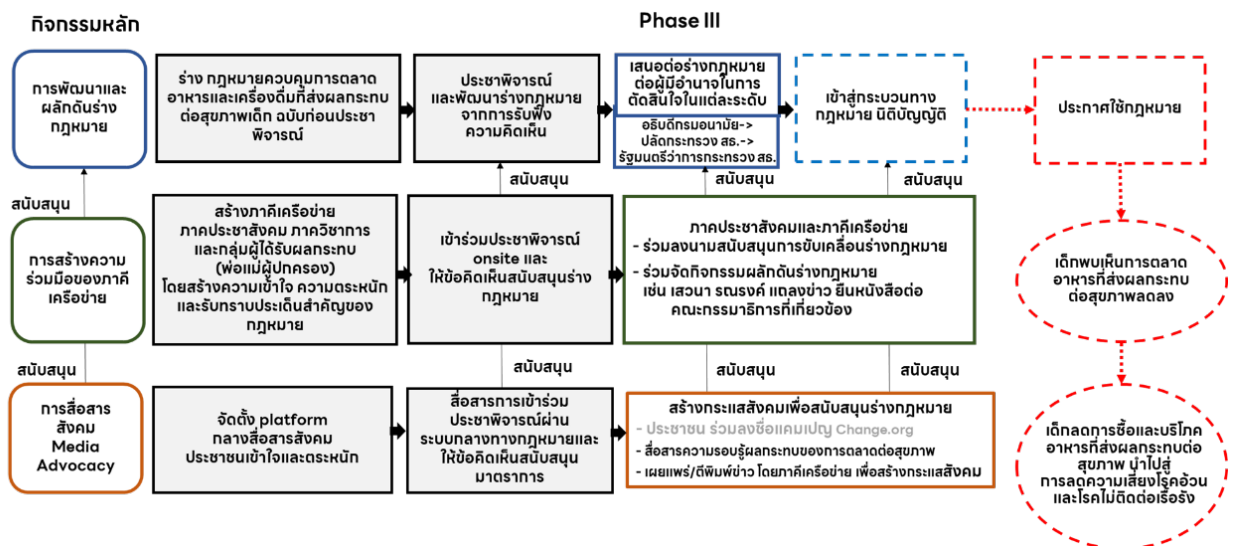 กิจกรรมหลัก
Phase III
การพัฒนาและ
ผลักดันร่าง
กฎหมาย
ร่าง กฎหมายควบคุมการตลาด
อาหารและเครื่องดื่มที่ส่งผลกระทบ
ต่อสุขภาพเด็ก ฉบับก่อนประชา
พิจารณ์
ประชาพิจารณ์
และพัฒนาร่างกฎหมาย
จากการรับฟัง
ความคิดเห็น
เสนอต่อร่างกฎหมาย
ต่อผู้มีอำนาจในการ
ตัดสินใจในแต่ละระดับ
อธิบดีกรมอนามัย->
ปลัดกระทรวง สธ.->
รัฐมนตรีว่าการกระทรวง สธ.
เข้าสู่กระบวนทาง
กฎหมาย นิติบัญญัติ
ประกาศใช้กฎหมาย
สนับสนุน
สนับสนุน
สนับสนุน
สนับสนุน
การสร้างความ
ร่วมมือของภาคี
เครือข่าย
สร้างภาคีเครือข่าย
ภาคประชาสังคม ภาควิชาการ
และกลุ่มผู้ได้รับผลกระทบ
(พ่อแม่ผู้ปกครอง)
โดยสร้างความเข้าใจ ความตระหนัก
และรับทราบประเด็นสำคัญของ
กฎหมาย
เข้าร่วมประชาพิจารณ์
onsite และ
ให้ข้อคิดเห็นสนับสนุนร่าง
กฎหมาย
ภาคประชาสังคมและภาคีเครือข่าย
- ร่วมลงนามสนับสนุนการขับเคลื่อนร่างกฎหมาย
- ร่วมจัดกิจกรรมผลักดันร่างกฎหมาย
เช่น เสวนา รณรงค์ แถลงข่าว ยืนหนังสือต่อ
คณะกรรมาธิการที่เกี่ยวข้อง
เด็กพบเห็นการตลาด
อาหารที่ส่งผลกระทบ
ต่อสุขภาพลดลง
สนับสนุน
สนับสนุน
สนับสนุน
สนับสนุน
การสื่อสาร
สังคม
Media
Advocacy
จัดตั้ง platform
กลางสื่อสารสังคม
ประชาชนเข้าใจและตระหนัก
สื่อสารการเข้าร่วม
ประชาพิจารณ์ผ่าน
ระบบกลางทางกฎหมายและ
ให้ข้อคิดเห็นสนับสนุน
มาตราการ
สร้างกระแสสังคมเพื่อสนับสนุนร่างกฎหมาย
- ประชาชน ร่วมลงชื่อแคมเปญ Change.org
- สื่อสารความรอบรู้ผลกระทบของการตลาดต่อสุขภาพ
- เผยแพร่/ตีพิมพ์ข่าว โดยภาคีเครือข่าย เพื่อสร้างกระแสสังคม
เด็กลดการซื้อและบริโภค
อาหารที่ส่งผลกระทบต่อ
สุขภาพ นำไปสู่
การลดความเสี่ยงโรคอ้วน
และโรคไม่ติดต่อเรื้อรัง